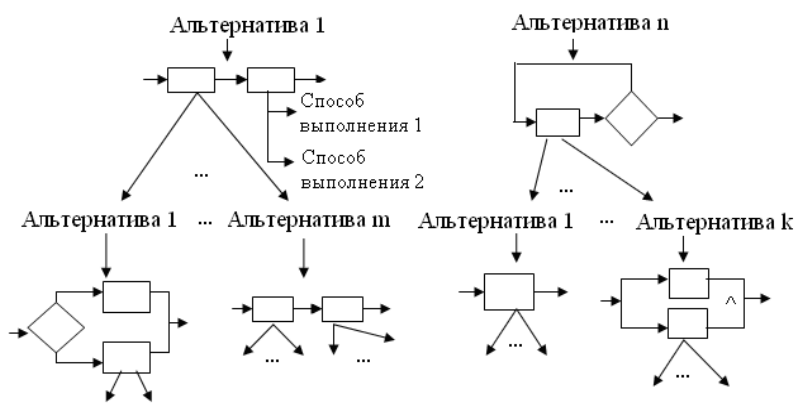 Альтернатива 1
Альтернатива n
Способ
выполнения 1
Способ
выполнения 2
...
...
Альтернатива 1 ... Альтернатива m
Альтернатива 1 ... Альтернатива k
^
...
...
...
...